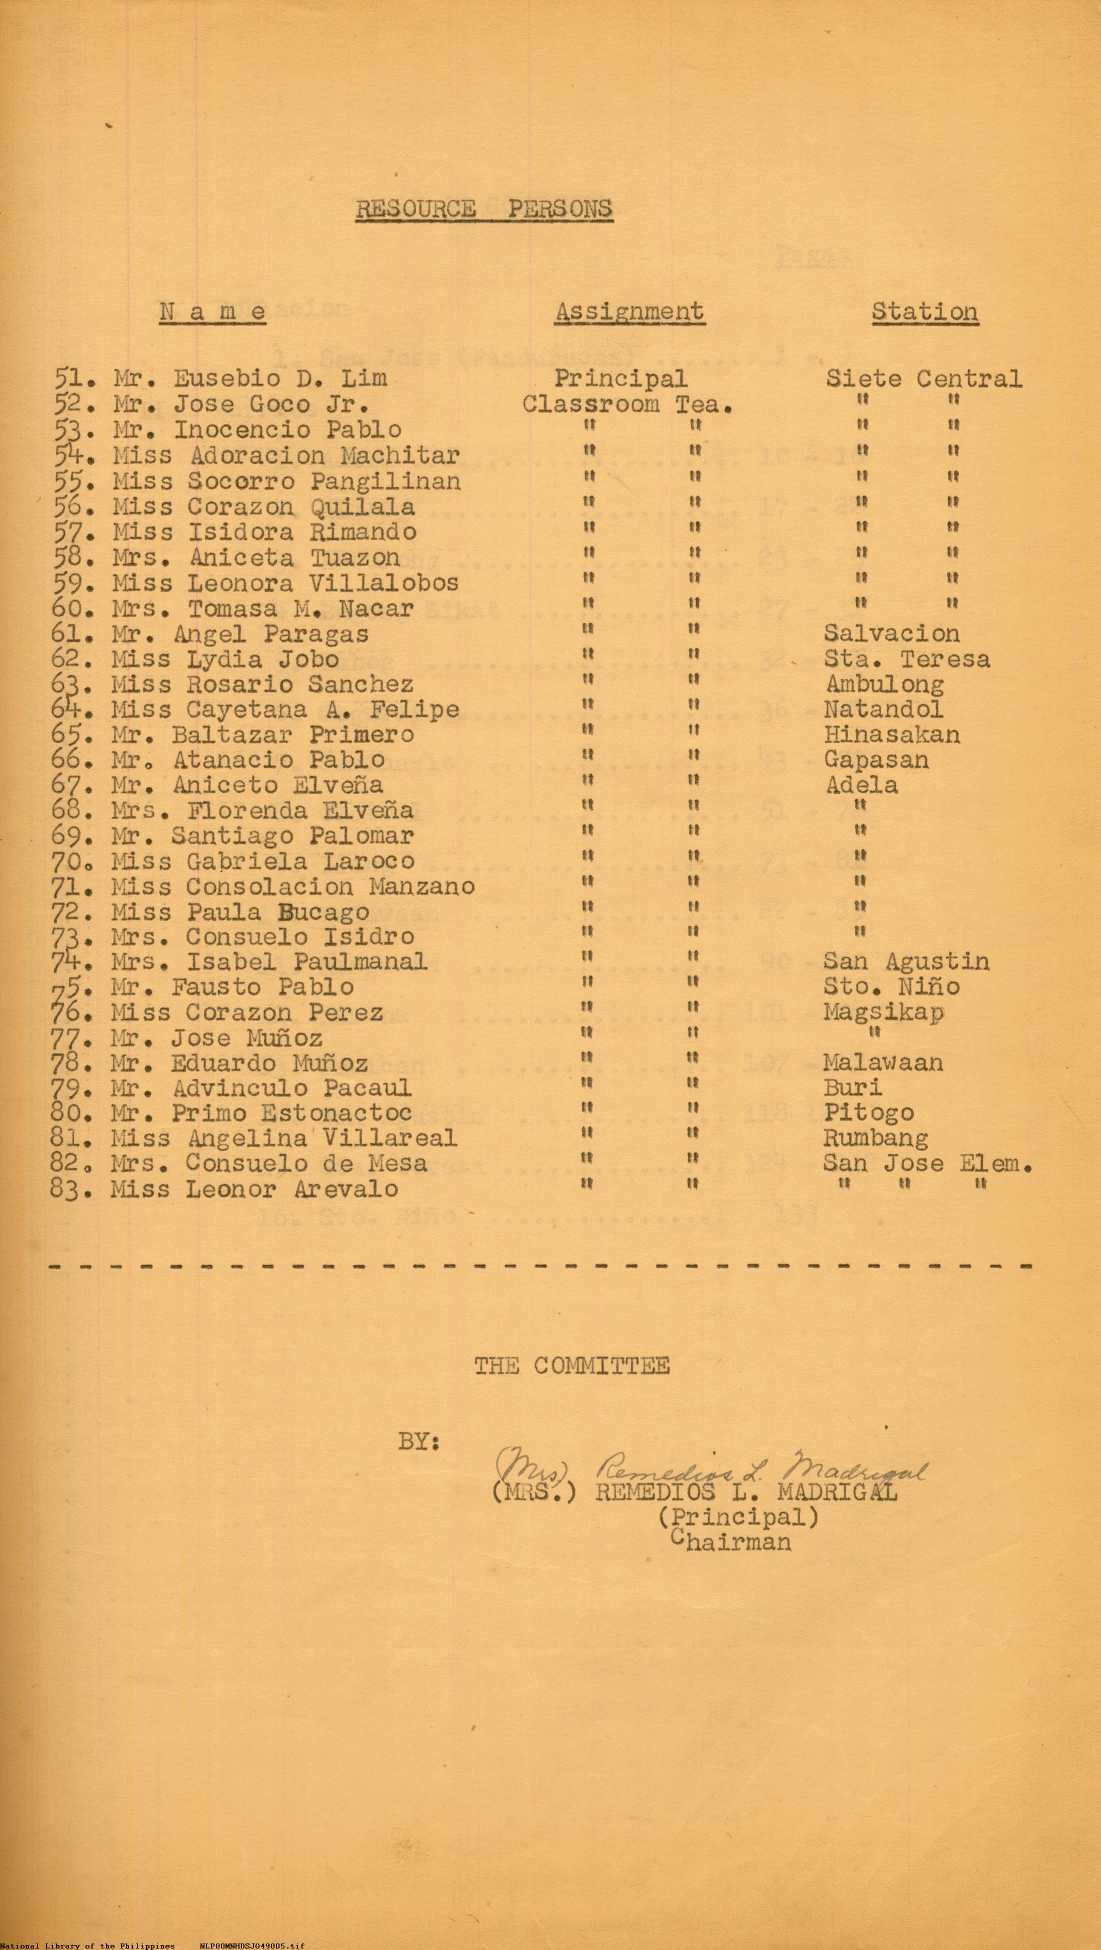 RESOURCE PERSONS
N a m e Assignment Station
51. Mr. Eusebio D. Lim Principal Siete Central
52. Mr. Jose Goco Jr. Classroom Tea. " "
53. Mr. Inocencio Pablo " " " "
54. Miss Adoracion Machitar " " " "
55. Miss Socorro Pangilinan " " " "
56. Miss Corazon Quilala " " " "
57. Miss Isidora Rimando " " " "
58. Mrs. Aniceta Tuazon " " " "
59. Miss Leonora Villalobos " " " "
60. Mrs. Tomasa M. Nacar " " " "
61. Mr. Angel Paragas " " Salvacion
62. Miss Lydia Jobo " " Sta. Teresa
63. Miss Rosario Sanchez " " Ambulong
64. Miss Cayetana A. Felipe " " Natandol
65. Mr. Baltazar Primero " " Hinasakan
66. Mr. Atanacio Pablo " " Gapasan
67. Mr. Aniceto Elveña " " Adela
68. Mrs. Florenda Elveña " " "
69. Mr. Santiago Palomar " " "
70. Miss Gabriela Laroco " " "
71. Miss Consolacion Manzano " " "
72. Miss Paula Bucago " " "
73. Mrs. Consuelo Isidro " " "
74. Mrs. Isabel Paulmanal " " San Agustin
75. Mr. Fausto Pablo " " Sto. Niño
76. Miss Corazon Perez " " Magsikap
77. Mr. Jose Muñoz " " "
78. Mr. Eduardo Muñoz " " Malawaan
79. Mr. Advinculo Pacaul " " Buri
80. Mr. Primo Estonactoc " " Pitogo
81. Miss Angelina Villareal " " Rumbang
82. Mrs. Consuelo de Mesa " " San Jose Elem.
83. Miss Leonor Arevalo " " " " "
- - - - - - - - - - - - - - - - - - - - - - - - - - - - - - - - -
THE COMMITTEE
BY:
(Mrs) Remedios L. Madrigal
(MRS.) REMEDIOS L. MADRIGAL
(Principal)
Chairman
National Library of the Philippines NLPOOMNHDSJO49005.tif